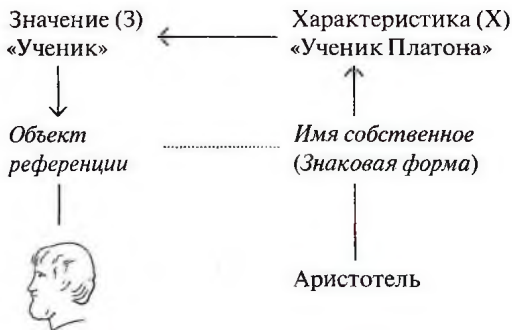 Значение (З)
«Ученик»
Характеристика (Х)
«Ученик Платона»
Объект
референции
Имя собственное
(Знаковая форма)
Аристотель